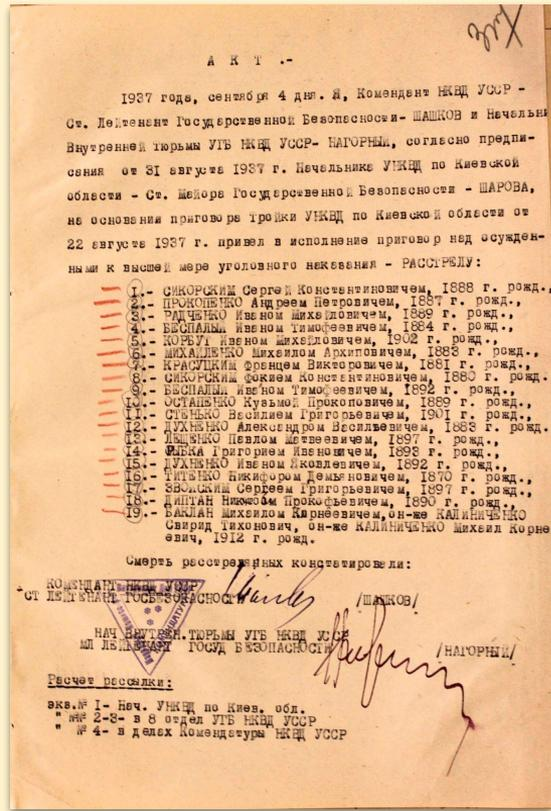 А К Т .-
1937 года, сентября 4 дня. Я, Комендант НКВД УССР -
Ст. Лейтенант Государственной Безопасности- ШАШКОВ и Начальни
Внутренней тюрьмы УГБ НКВД УССР- НАГОРНЫЙ, согласно предпи-
сания от 31 августа 1937 г. Начальника УНКВД по Киевской
области - Ст. Майора Государственной Безопасности - ШАРОВА,
на основании приговора тройки УНКВД по Киевской области от
22 августа 1937 г. привел в исполнение приговор над осужден-
ными к высшей мере уголовного наказания - РАССТРЕЛУ:
1.- СИКОРСКИМ Сергей Константиновичем, 1888 г. рожд.,
2.- ПРОКОПЕНКО Андреем Петровичем, 1887 г. рожд.,
3.- РАДЧЕНКО Иваном Михайловичем, 1889 г. рожд.,
4.- БЕСПАЛЫМ Иваном Тимофеевичем, 1884 г. рожд.,
5.- КОРБУТ Иваном Михайловичем, 1902 г. рожд.,
6.- МИХАЙЛЕНКО Михаилом Архиповичем, 1883 г. рожд.,
7.- КРАСУЦКИМ Францем Викторовичем, 1881 г. рожд.,
8.- СИКОРСКИМ Фокием Константиновичем, 1880 г. рожд.,
9.- БЕСПАЛЫМ Иваном Тимофеевичем, 1892 г. рожд.,
10.- ОСТАПЕНКО Кузьмой Прокоповичем, 1889 г. рожд.,
11.- СТЕНЬКО Василием Григорьевичем, 1901 г. рожд.,
12.- ДУХНЕНКО Александром Васильевичем, 1883 г. рожд.,
13.- ЛЕЩЕНКО Павлом Матвеевичем, 1897 г. рожд.,
14.- РЫБКА Григорием Ивановичем, 1893 г. рожд.,
15.- ДУХНЕНКО Иваном Яковлевичем, 1892 г. рожд.,
16.- ТИТЕНКО Никифором Демьяновичем, 1870 г. рожд.,
17.- Сергеем Григорьевичем, 1897 г. рожд.,
18.- ДИПТАН Николаем Прокофьевичем, 1890 г. рожд.,
19.- БАКЛАН Михаилом Корнеевичем,он-же КАЛИНИЧЕНКО
Свирид Тихонович, он-же КАЛИНИЧЕНКО Михаил Корне
евич, 1912 г. рожд.
Смерть расстрелянных констатировали:
КОМЕНДАНТ НКВД УССР
СТ ЛЕЙТЕНАНТ ГОСБЕЗОПАСНОСТИ /ШАШКОВ/
НАЧ ВНУТРЕН.ТЮРЬМЫ УГБ НКВД УССР
МЛ ЛЕЙТЕНАНТ ГОСУД БЕЗОПАСНОСТИ /НАГОРНЫЙ/
Расчет рассылки:
экз.№ 1- Нач. УНКВД по Киев. обл.
" №№ 2-3- в 8 отдел УГБ НКВД УССР
" № 4- в делах Комендатуры НКВД УССР